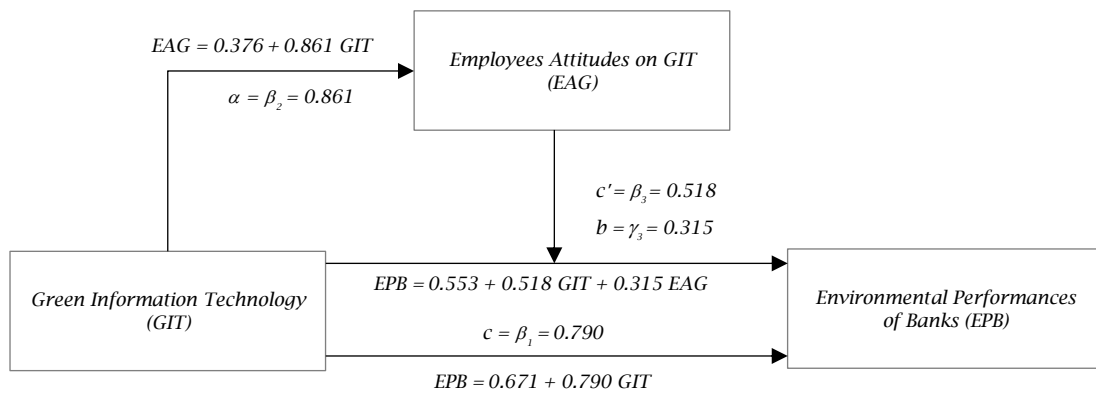 EAG = 0.376 + 0.861 GIT
α = β₂ = 0.861
Employees Attitudes on GIT
(EAG)
c' = β₃ = 0.518
b = γ₃ = 0.315
Green Information Technology
(GIT)
EPB = 0.553 + 0.518 GIT + 0.315 EAG
c = β₁ = 0.790
EPB = 0.671 + 0.790 GIT
Environmental Performances
of Banks (EPB)